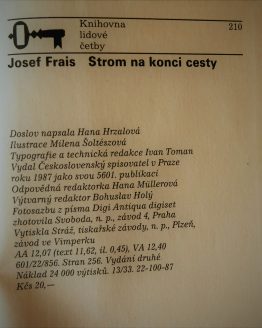 Knihovna
lidové
četby
210
Josef Frais Strom na konci cesty
Doslov napsala Hana Hrzalová
Ilustrace Milena Šoltészová
Typografie a technická redakce Ivan Toman
Vydal Československý spisovatel v Praze
roku 1987 jako svou 5601. publikaci
Odpovědná redaktorka Hana Müllerová
Výtvarný redaktor Bohuslav Holý
Fotosazbu z písma Digi Antiqua digiset
zhotovila Svoboda, n. p., závod 4, Praha
Vytiskla Stráž, tiskařské závody, n. p., Plzeň,
závod ve Vimperku
AA 12,07 (text 11,62, il. 0,45), VA 12,40
601/22/856. Stran 256. Vydání druhé
Náklad 24 000 výtisků. 13/33. 22-100-87
Kčs 20,—